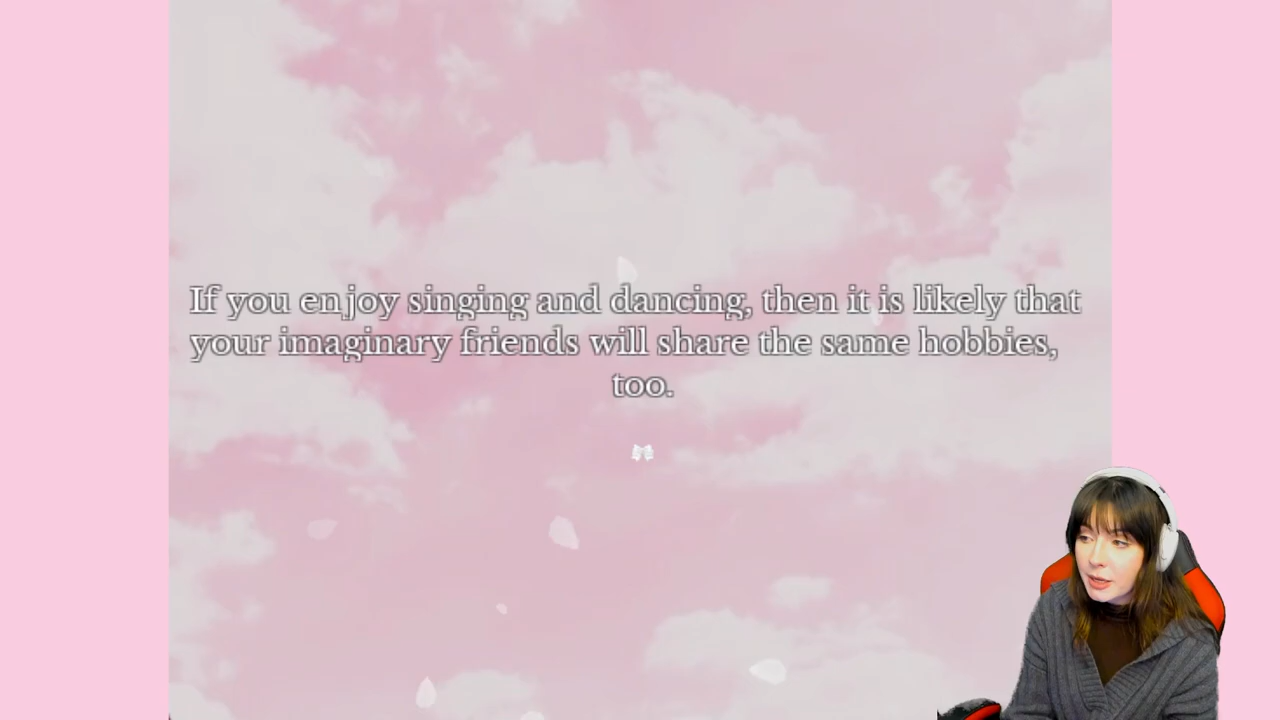 If you enjoy singing and dancing, then it is likely that
your imaginary friends will share the same hobbies,
too.